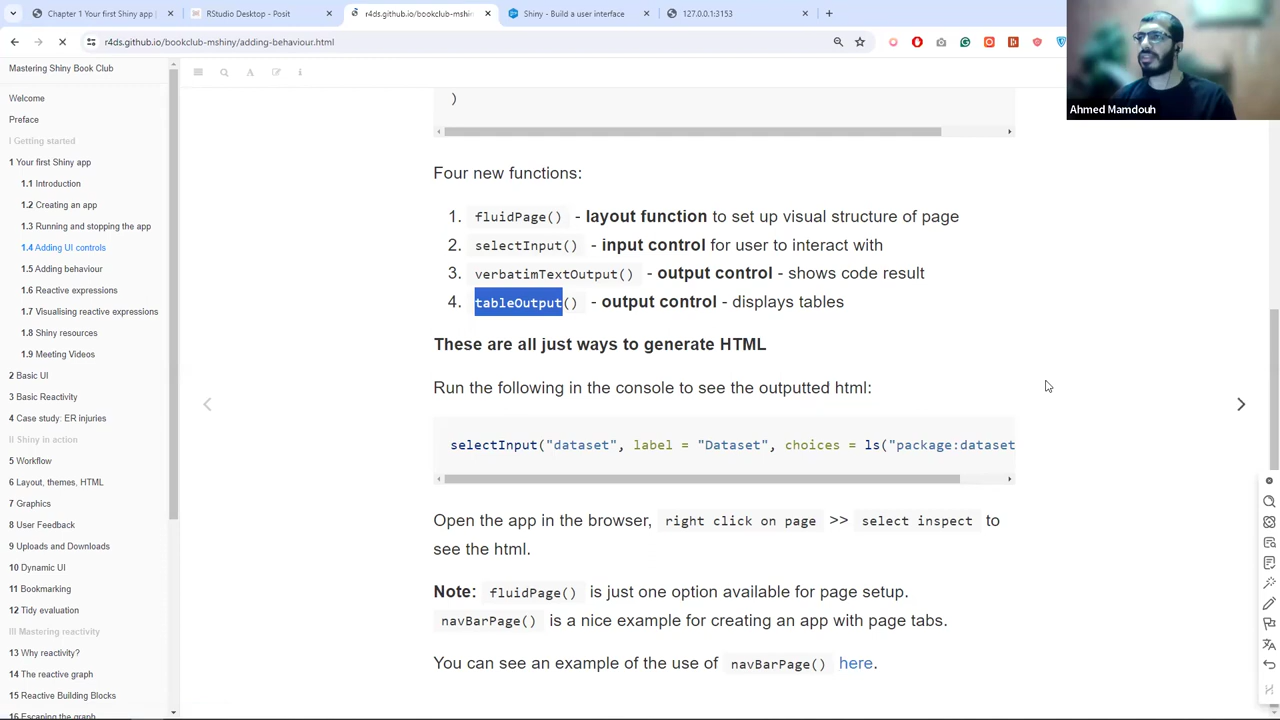 Chapter 1 Your first Shiny app |
RStudio Desktop - Posit
r4ds.github.io/bookclub-mshin
Shiny - Build a user interface
127.0.0.1:3153
r4ds.github.io/bookclub-mshiny/adding-behaviour.html
Ahmed Mamdouh
Mastering Shiny Book Club
Welcome
Preface
I Getting started
1 Your first Shiny app
1.1 Introduction
1.2 Creating an app
1.3 Running and stopping the app
1.4 Adding UI controls
1.5 Adding behaviour
1.6 Reactive expressions
1.7 Visualising reactive expressions
1.8 Shiny resources
1.9 Meeting Videos
2 Basic UI
3 Basic Reactivity
4 Case study: ER injuries
II Shiny in action
5 Workflow
6 Layout, themes, HTML
7 Graphics
8 User Feedback
9 Uploads and Downloads
10 Dynamic UI
11 Bookmarking
12 Tidy evaluation
III Mastering reactivity
13 Why reactivity?
14 The reactive graph
15 Reactive Building Blocks
16 Escaping the graph
)
Four new functions:
1. fluidPage() - layout function to set up visual structure of page
2. selectInput() - input control for user to interact with
3. verbatimTextOutput() - output control - shows code result
4. tableOutput() - output control - displays tables
These are all just ways to generate HTML
Run the following in the console to see the outputted html:
selectInput("dataset", label = "Dataset", choices = ls("package:dataset
Open the app in the browser, right click on page >> select inspect to
see the html.
Note: fluidPage() is just one option available for page setup.
navBarPage() is a nice example for creating an app with page tabs.
You can see an example of the use of navBarPage() here.